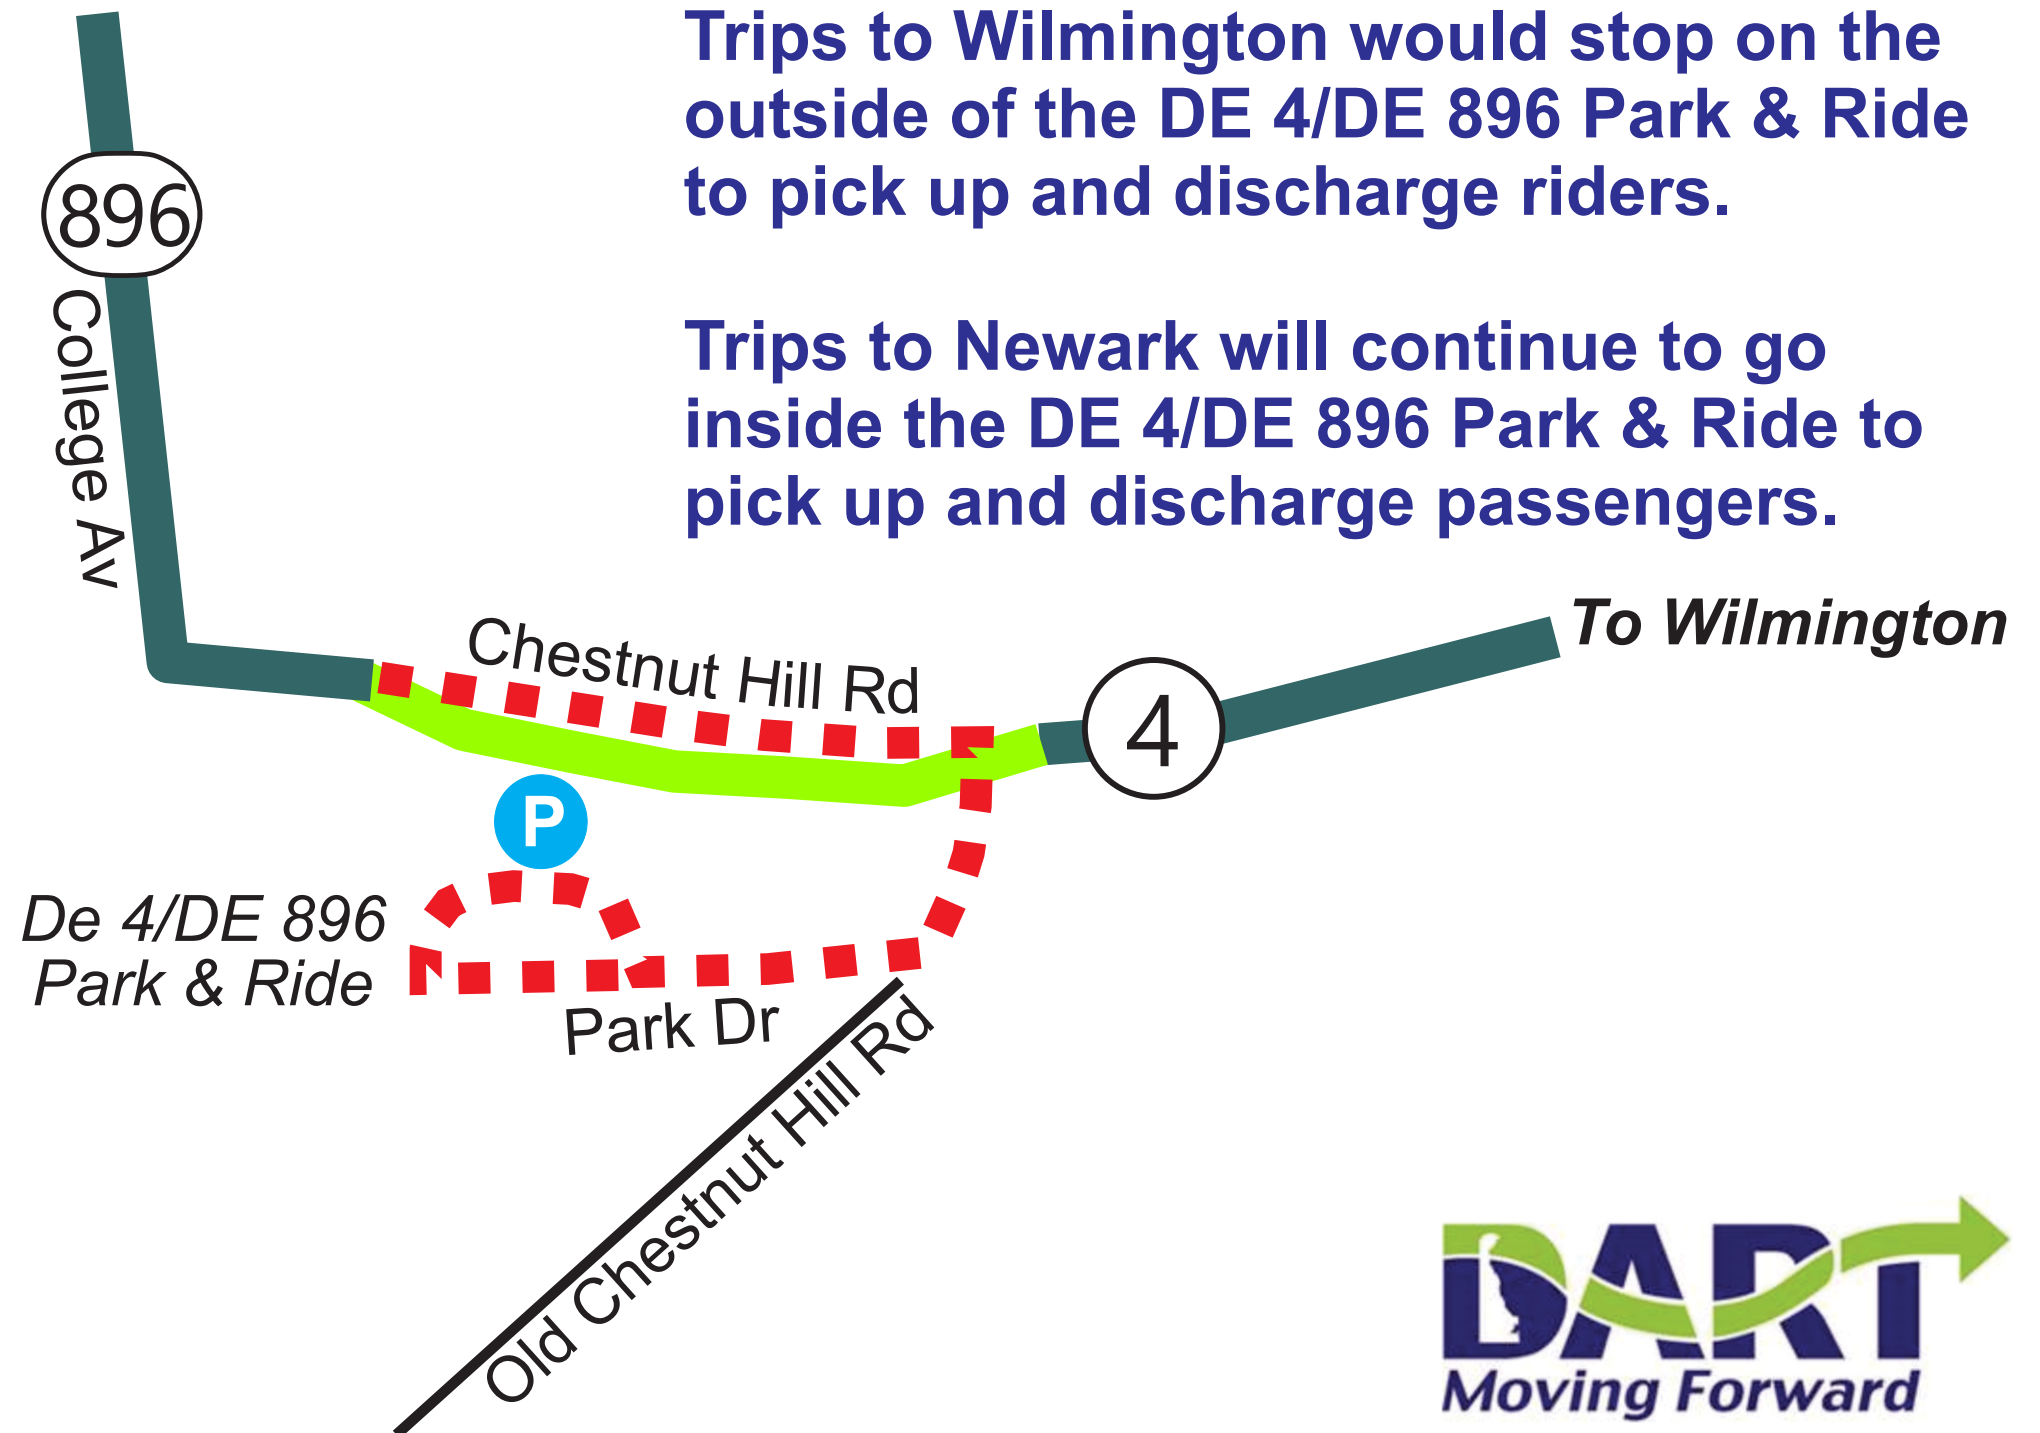 Trips to Wilmington would stop on the
outside of the DE 4/DE 896 Park & Ride
to pick up and discharge riders.
Trips to Newark will continue to go
inside the DE 4/DE 896 Park & Ride to
pick up and discharge passengers.
896
College Av
To Wilmington
Chestnut Hill Rd
4
P
De 4/DE 896
Park & Ride
Park Dr
Old Chestnut Hill Rd
DART
Moving Forward